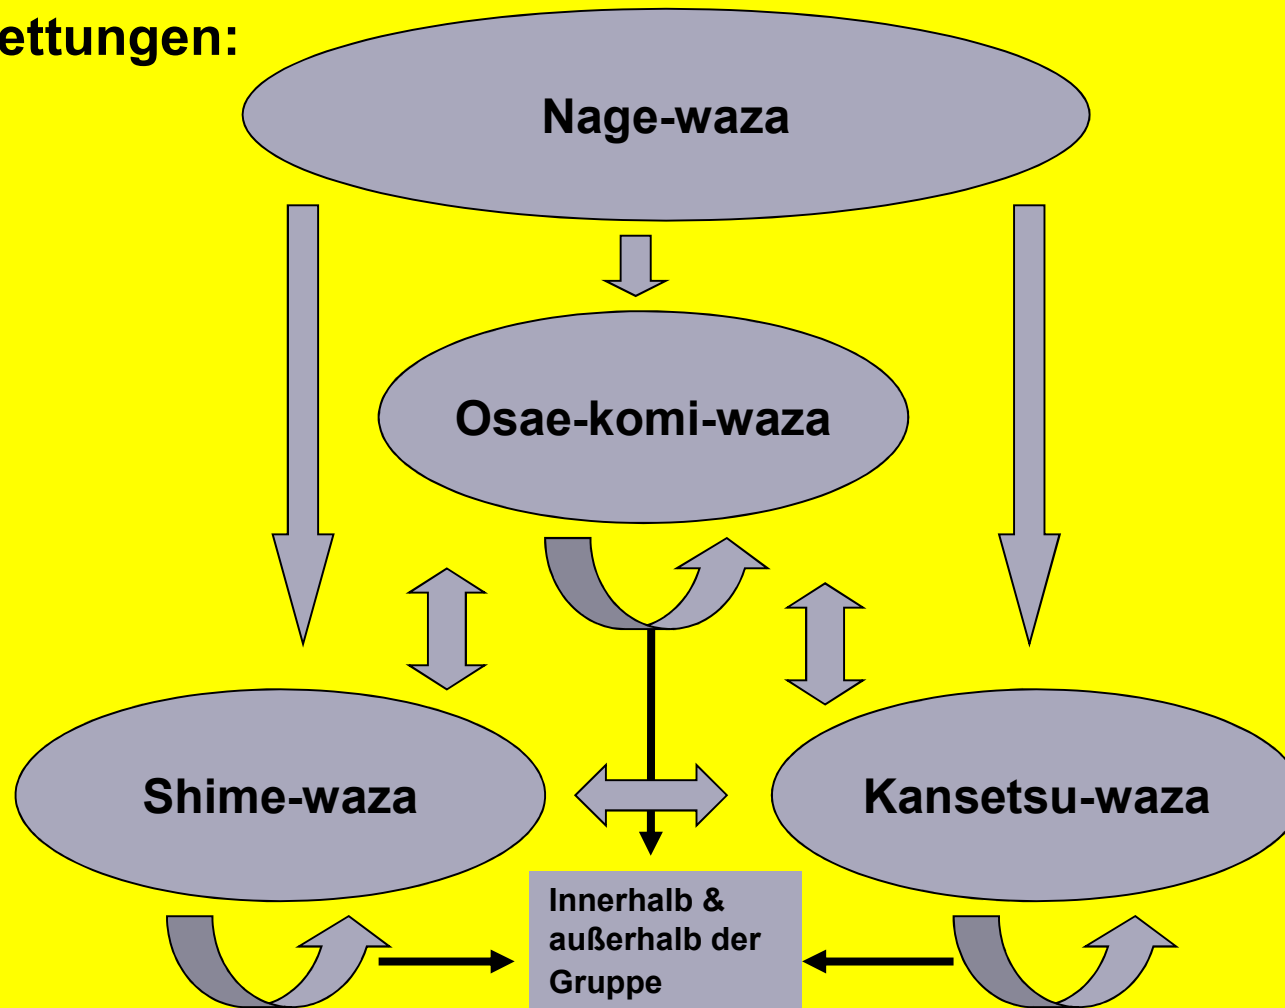 ettungen:
Nage-waza
Osae-komi-waza
Shime-waza
Kansetsu-waza
Innerhalb &
außerhalb der
Gruppe